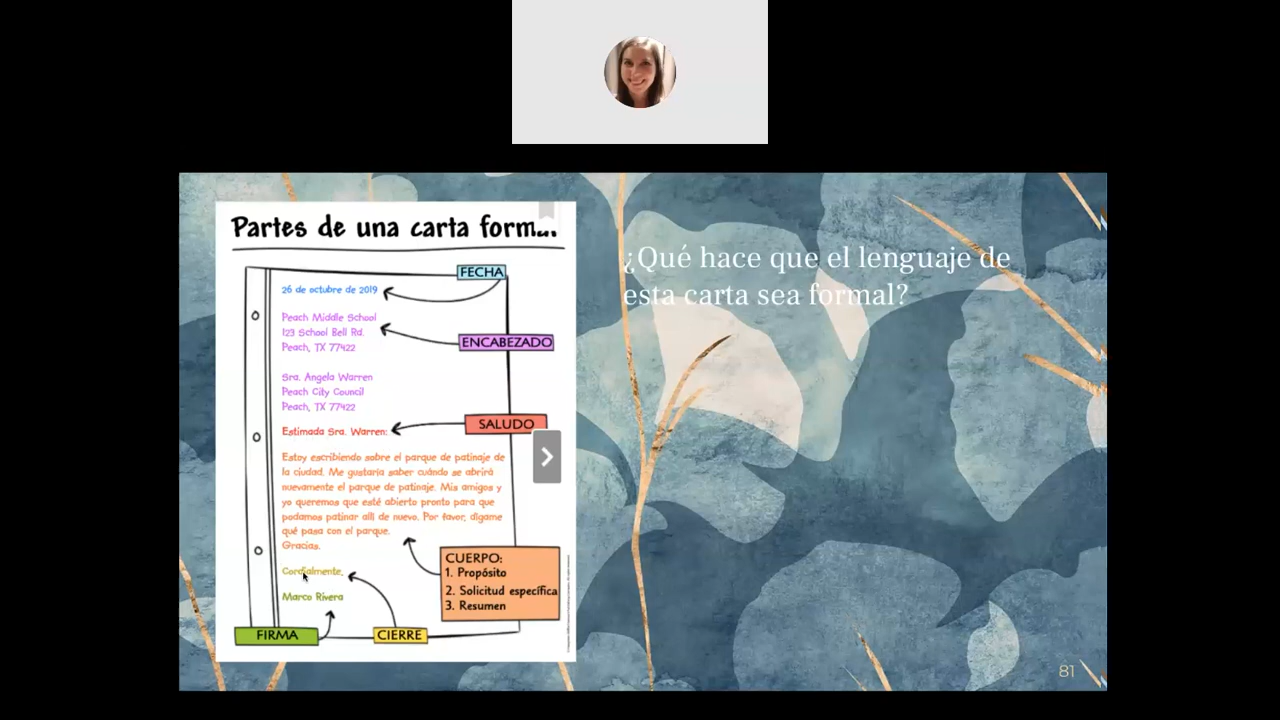 Partes de una carta formal
FECHA
26 de octubre de 2019
Peach Middle School
123 School Bell Rd.
Peach, TX 77422
ENCABEZADO
Sra. Angela Warren
Peach City Council
Peach, TX 77422
SALUDO
Estimada Sra. Warren:
Estoy escribiendo sobre el parque de patinaje de
la ciudad. Me gustaría saber cuándo se abrirá
nuevamente el parque de patinaje. Mis amigos y
yo queremos que esté abierto pronto para que
podamos patinar allí de nuevo. Por favor, dígame
qué pasa con el parque.
Gracias.
CUERPO:
1. Propósito
2. Solicitud específica
3. Resumen
Cordialmente,
Marco Rivera
FIRMA
CIERRE
¿Qué hace que el lenguaje de
esta carta sea formal?
81